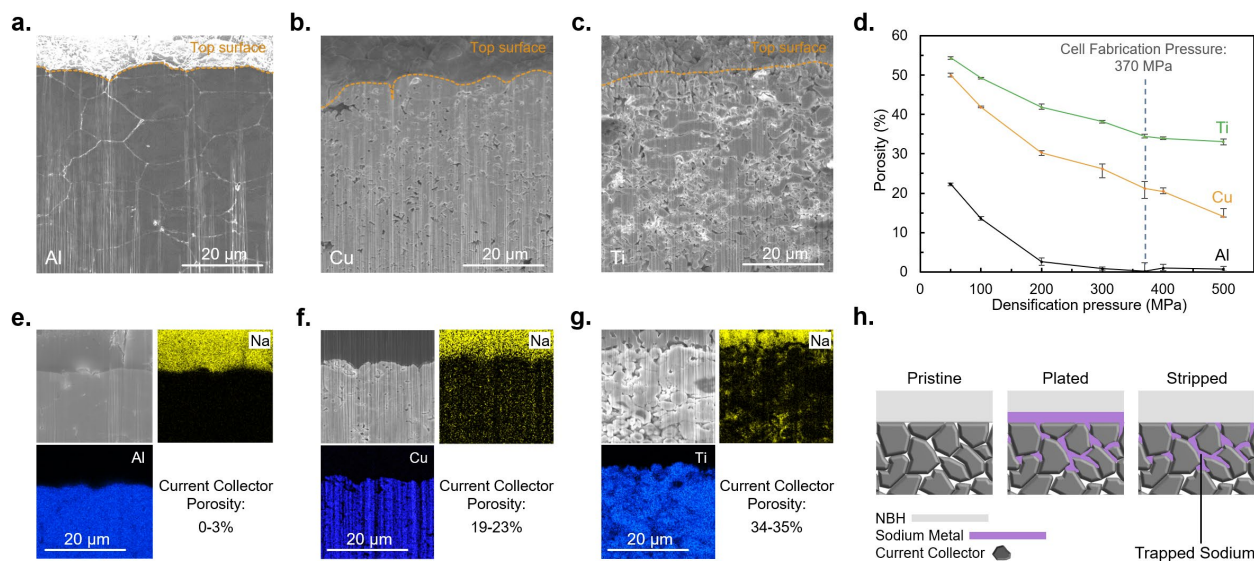 a.
Top surface
Al
20 µm
b.
Top surface
Cu
20 µm
c.
Top surface
Ti
20 µm
d.
Cell Fabrication Pressure:
370 MPa
Porosity (%)
60
50
40
30
20
10
0
Ti
Cu
Al
0 100 200 300 400 500
Densification pressure (MPa)
e.
Na
Al
20 µm
Current Collector
Porosity:
0-3%
f.
Na
Cu
20 µm
Current Collector
Porosity:
19-23%
g.
Na
Ti
20 µm
Current Collector
Porosity:
34-35%
h.
Pristine
Plated
Stripped
NBH
Sodium Metal
Current Collector
Trapped Sodium